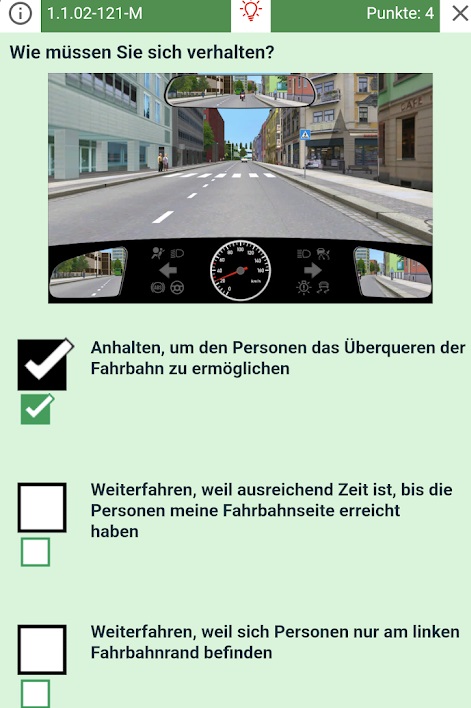 1.1.02-121-M
Punkte: 4
Wie müssen Sie sich verhalten?
Anhalten, um den Personen das Überqueren der
Fahrbahn zu ermöglichen
Weiterfahren, weil ausreichend Zeit ist, bis die
Personen meine Fahrbahnseite erreicht
haben
Weiterfahren, weil sich Personen nur am linken
Fahrbahnrand befinden